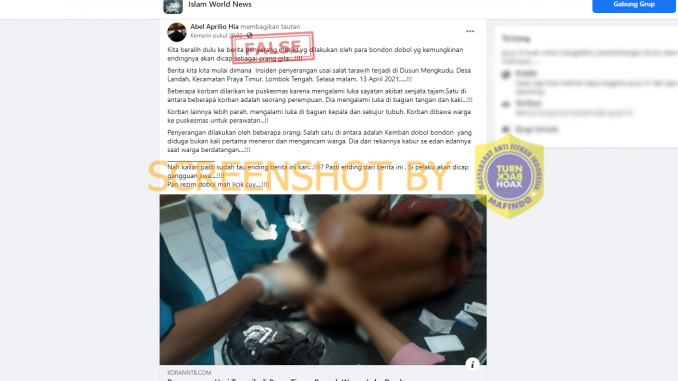 Islam World News
Gabung Grup
Abel Aprilio Hia membagikan tautan
Kemarin pukul
FALSE
Kita beralih dulu ke berita penyerang masjid yg dilakukan oleh para bondon dobol yg kemungkinan
endingnya akan dicap sebagai orang gila....!!!!
Berita kita kita mulai dimana Insiden penyerangan usai salat tarawih terjadi di Dusun Mengkudu, Desa
Landah, Kecamatan Praya Timur. Lombok Tengah, Selasa malam, 13 April 2021.....!!!!
Beberapa korban dilarikan ke puskesmas karena mengalami luka sayatan akibat senjata tajam.Satu di
antara beberapa korban adalah seorang perempuan. Dia mengalami luka di bagian tangan dan kaki...!!!
Korban lainnya lebih parah. mengalami luka di bagian kepala dan sekujur tubuh. Korban dibawa warga
ke puskesmas untuk perawatan...!!
Penyerangan dilakukan oleh beberapa orang. Salah satu di antara adalah Kemban dobol bondon yang
diduga bukan kali pertama meneror dan mengancam warga. Dia dan rekannya kabur se edan edannya
saat warga berdatangan....!!!
Nah kalian pasti sudah tau ending berita ini kan...!!!? Pasti ending dari berita ini . Si pelaku akan dicap
gangguan jiwa....!!!
Pan rezim dobol mah licik cuy....!!!!
SCREENSHOT BY
MASYARAKAT ANTI FITNAH INDONESIA
TURN
BACK
HOAX
MAFINDO
KORANNTB.COM